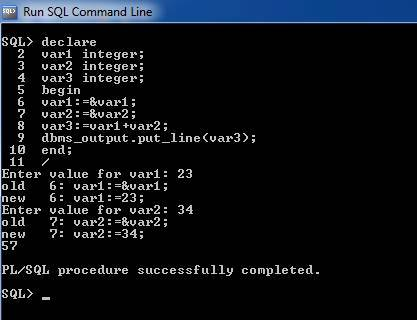 Run SQL Command Line
SQL> declare
2 var1 integer;
3 var2 integer;
4 var3 integer;
5 begin
6 var1:=&var1;
7 var2:=&var2;
8 var3:=var1+var2;
9 dbms_output.put_line(var3);
10 end;
11 /
Enter value for var1: 23
old 6: var1:=&var1;
new 6: var1:=23;
Enter value for var2: 34
old 7: var2:=&var2;
new 7: var2:=34;
57
PL/SQL procedure successfully completed.
SQL> _